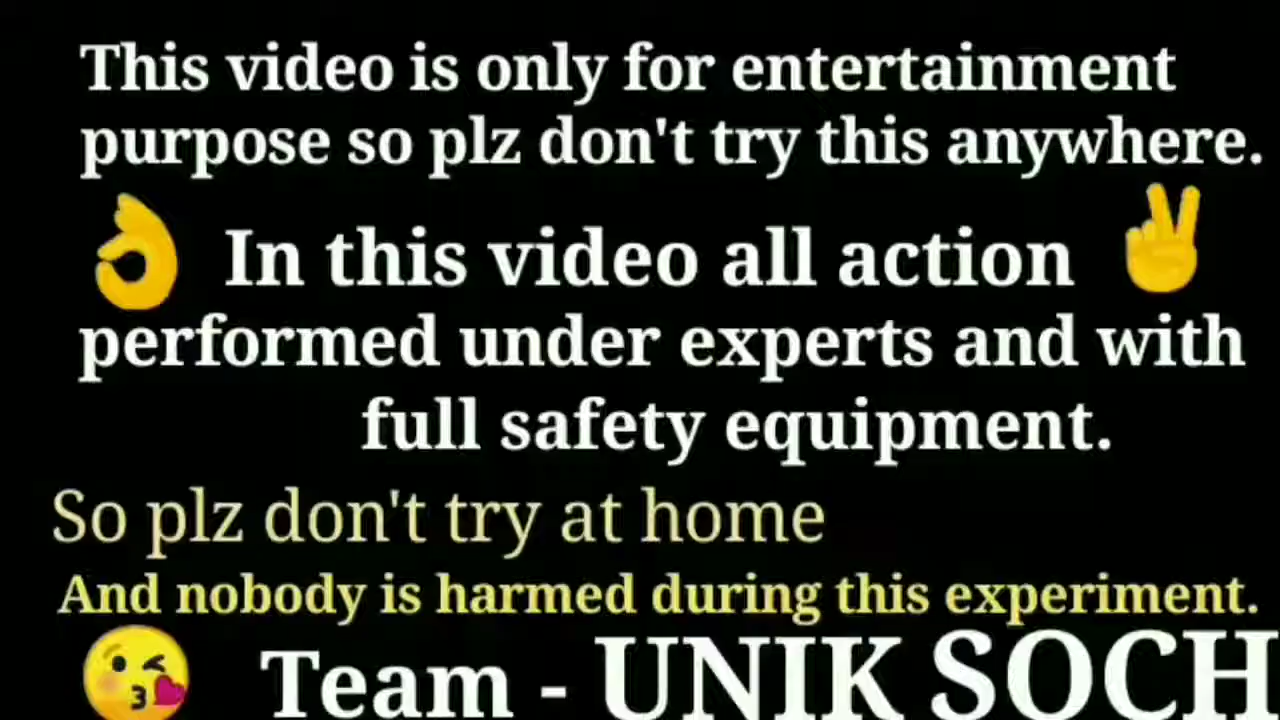 This video is only for entertainment
purpose so plz don't try this anywhere.
👌 In this video all action ✌
performed under experts and with
full safety equipment.
So plz don't try at home
And nobody is harmed during this experiment.
😘 Team - UNIK SOCH